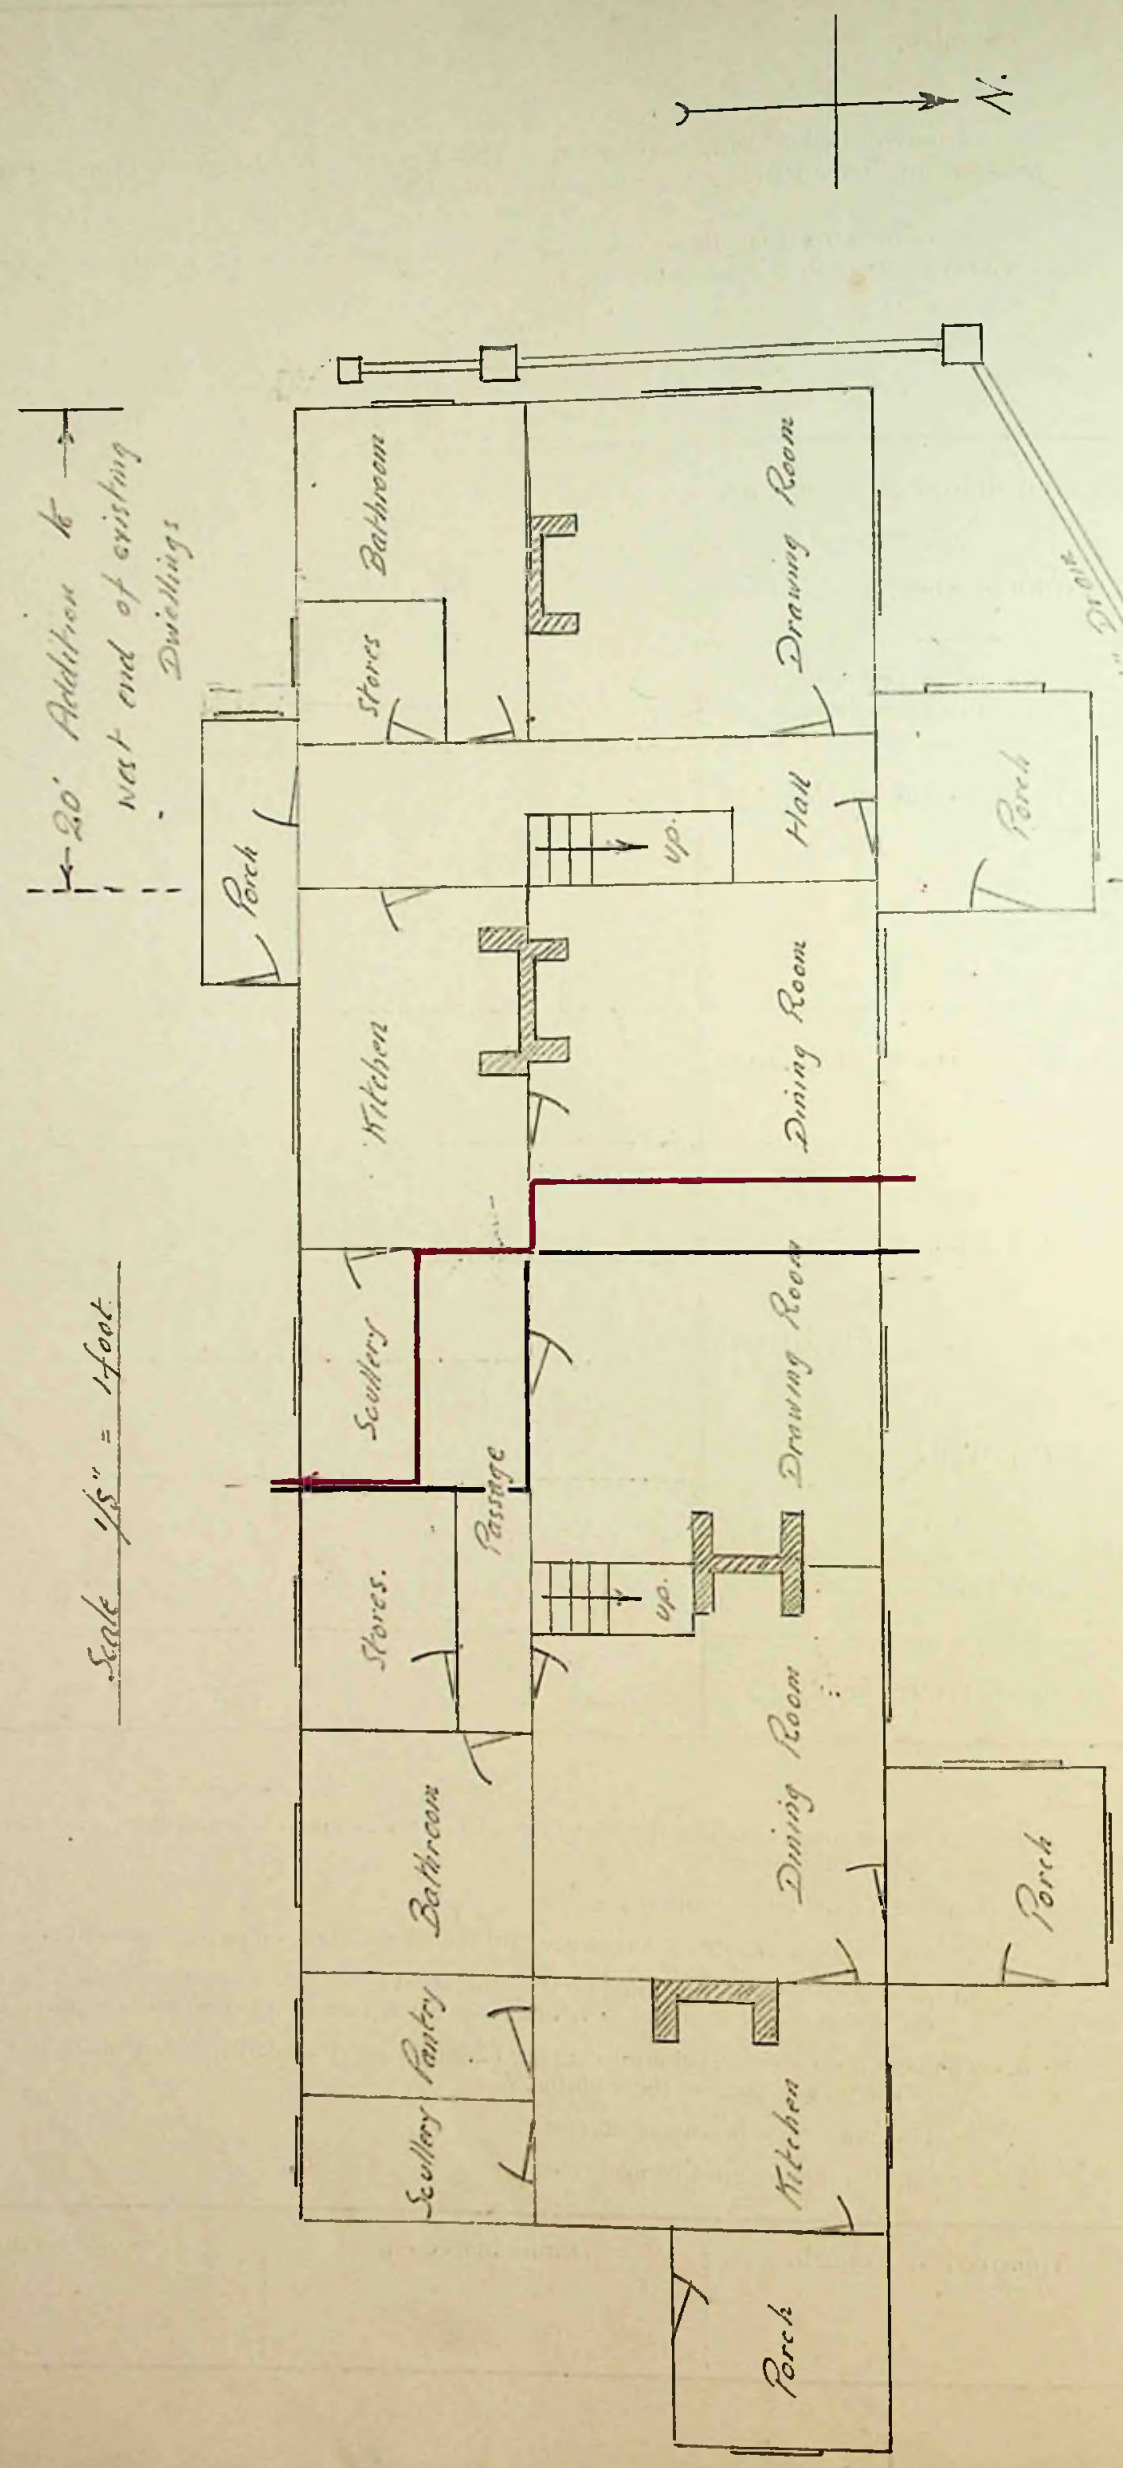 N.
20' Addition to
west end of existing
Dwellings
Scale 1/8" = 1 foot
Bathroom
Drawing Room
Stores
Hall
up.
Porch
Porch
Drain
Kitchen
Dining Room
Scullery
Drawing Room
Passage
Stores.
up.
Bathroom
Dining Room
Porch
Pantry
Scullery
Kitchen
Porch